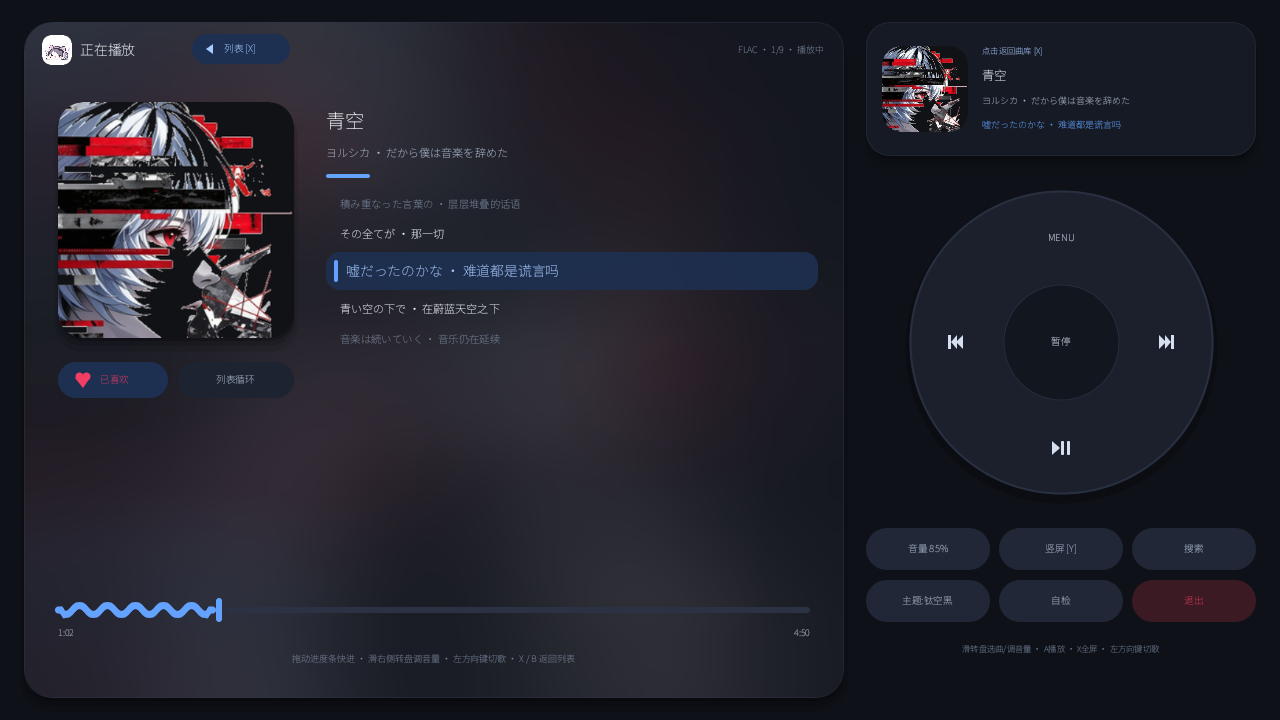 正在播放
列表 [X]
FLAC • 1/9 • 播放中
青空
ヨルシカ • だから僕は音楽を辞めた
積み重なった言葉の • 层层堆叠的话语
その全てが • 那一切
嘘だったのかな • 难道都是谎言吗
青い空の下で • 在蔚蓝天空之下
音楽は続いていく • 音乐仍在延续
已喜欢
列表循环
1:02
4:50
拖动进度条快进 • 滑右侧转盘调音量 • 左方向键切歌 • X / B 返回列表
点击返回曲库 [X]
青空
ヨルシカ • だから僕は音楽を辞めた
嘘だったのかな • 难道都是谎言吗
MENU
暂停
音量 85%
竖屏 [Y]
搜索
主题:钛空黑
自检
退出
滑转盘选曲/调音量 • A播放 • X全屏 • 左方向键切歌